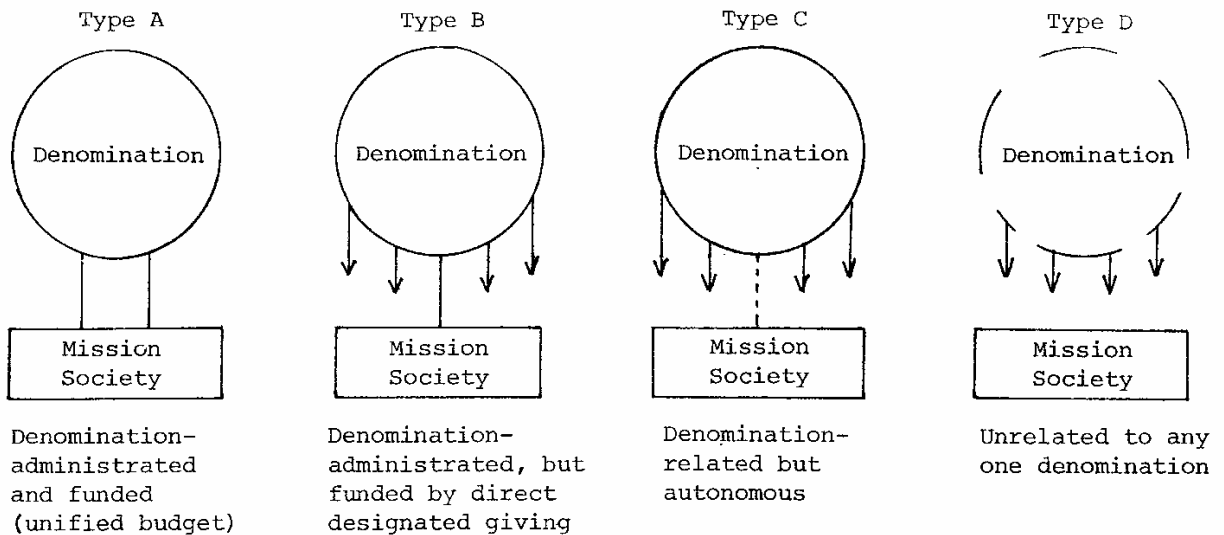 Type A
Denomination
Mission
Society
Denomination-
administrated
and funded
(unified budget)
Type B
Denomination
Mission
Society
Denomination-
administrated, but
funded by direct
designated giving
Type C
Denomination
Mission
Society
Denomination-
related but
autonomous
Type D
Denomination
Mission
Society
Unrelated to any
one denomination